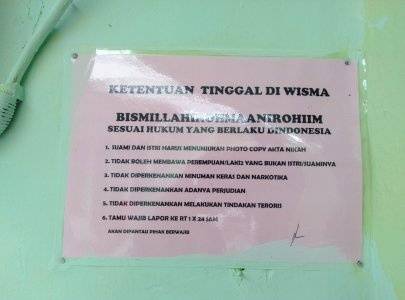 KETENTUAN TINGGAL DI WISMA
BISMILLAHIROHMAANIROHIIM
SESUAI HUKUM YANG BERLAKU DINDONESIA
1. SUAMI DAN ISTRI HARUS MENUNJUKAN PHOTO COPY AKTA NIKAH
2. TIDAK BOLEH MEMBAWA PEREMPUAN/LAKI2 YANG BUKAN ISTRI/SUAMINYA
3. TIDAK DIPERKENANKAN MINUMAN KERAS DAN NARKOTIKA
4. TIDAK DIPERKENANKAN ADANYA PERJUDIAN
5. TIDAK DIPERKENANKAN MELAKUKAN TINDAKAN TERORIS
6. TAMU WAJIB LAPOR KE RT 1 X 24 JAM
AKAN DIPANTAU PIHAK BERWAJIB